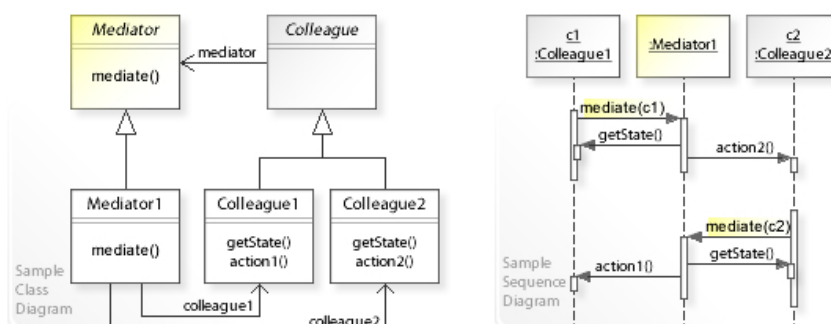 Mediator
mediate()
mediator
Colleague
Mediator1
mediate()
Colleague1
getState()
action1()
Colleague2
getState()
action2()
Sample
Class
Diagram
colleague1
colleague2
c1
:Colleague1
:Mediator1
c2
:Colleague2
mediate(c1)
getState()
action2()
mediate(c2)
getState()
action1()
Sample
Sequence
Diagram